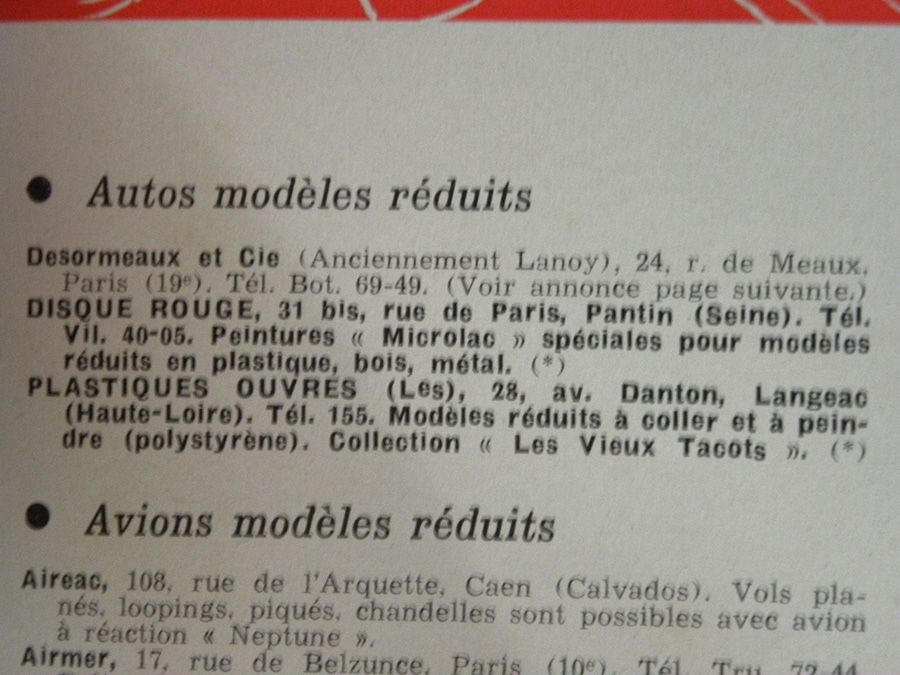 ● Autos modèles réduits
Desormeaux et Cie (Anciennement Lanoy), 24, r. de Meaux,
Paris (19e). Tél. Bot. 69-49. (Voir annonce page suivante.)
DISQUE ROUGE, 31 bis, rue de Paris, Pantin (Seine). Tél.
Vil. 40-05. Peintures « Microlac » spéciales pour modèles
réduits en plastique, bois, métal. (*)
PLASTIQUES OUVRES (Les), 28, av. Danton, Langeac
(Haute-Loire). Tél. 155. Modèles réduits à coller et à pein-
dre (polystyrène). Collection « Les Vieux Tacots ». (*)
● Avions modèles réduits
Aireac, 108, rue de l'Arquette, Caen (Calvados). Vols pla-
nés, loopings, piqués, chandelles sont possibles avec avion
à réaction « Neptune ».
Airmer, 17, rue de Belzunce, Paris (10e). Tél. Tru. 72-44.